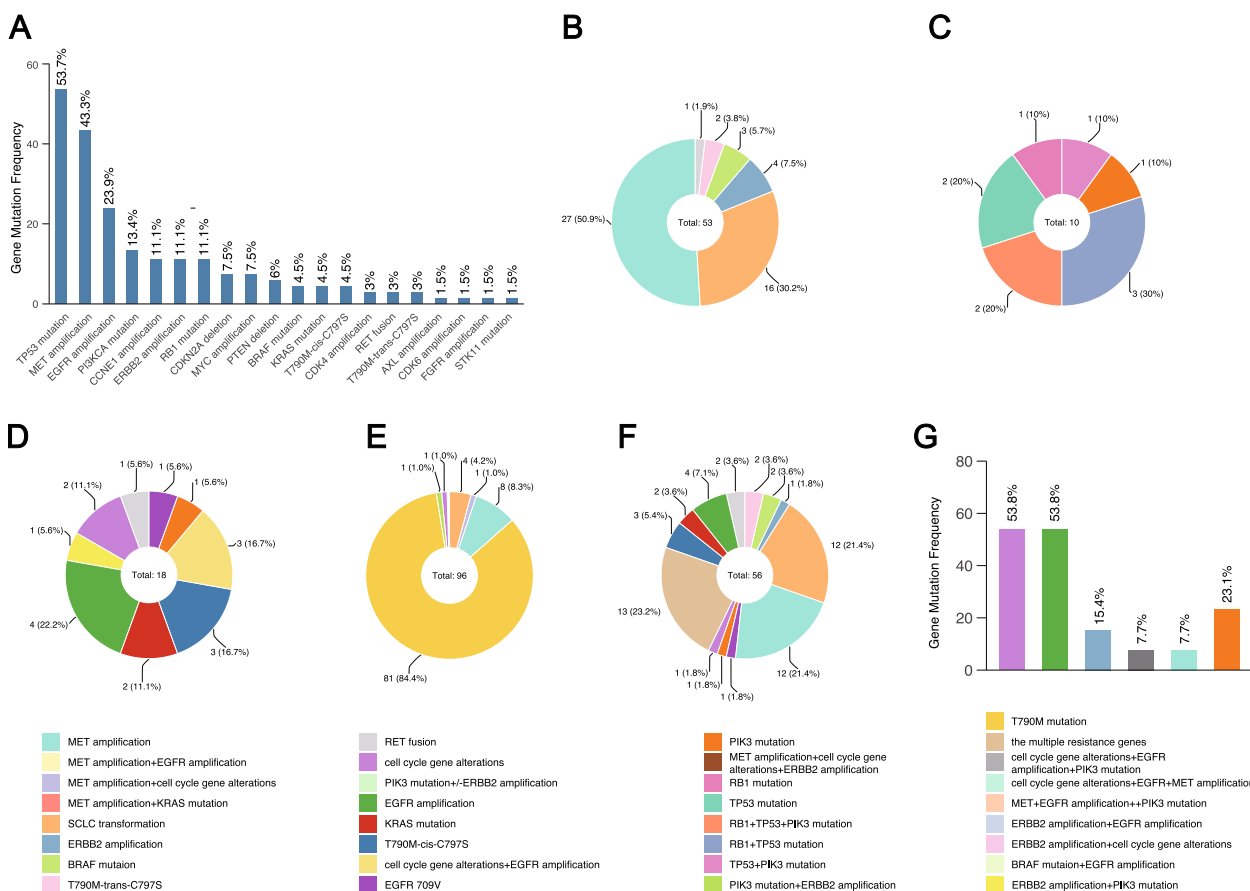 A
Gene Mutation Frequency
60
40
20
0
53.7%
43.3%
23.9%
13.4%
11.1%
11.1%
11.1%
7.5%
7.5%
6%
4.5%
4.5%
4.5%
3%
3%
3%
1.5%
1.5%
1.5%
1.5%
TP53 mutation
MET amplification
EGFR amplification
PI3KCA mutation
CCNE1 amplification
ERBB2 amplification
RB1 mutation
CDKN2A deletion
MYC amplification
PTEN deletion
BRAF mutation
KRAS mutation
T790M-cis-C797S
CDK4 amplification
RET fusion
T790M-trans-C797S
AXL amplification
CDK6 amplification
FGFR amplification
STK11 mutation
B
1 (1.9%)
2 (3.8%)
3 (5.7%)
4 (7.5%)
27 (50.9%)
Total: 53
16 (30.2%)
C
1 (10%)
1 (10%)
1 (10%)
2 (20%)
Total: 10
3 (30%)
2 (20%)
D
1 (5.6%)
1 (5.6%)
1 (5.6%)
2 (11.1%)
1 (5.6%)
3 (16.7%)
Total: 18
4 (22.2%)
3 (16.7%)
2 (11.1%)
E
1 (1.0%)
1 (1.0%)
4 (4.2%)
1 (1.0%)
8 (8.3%)
Total: 96
81 (84.4%)
F
2 (3.6%)
2 (3.6%)
2 (3.6%)
1 (1.8%)
4 (7.1%)
2 (3.6%)
3 (5.4%)
12 (21.4%)
Total: 56
13 (23.2%)
1 (1.8%)
1 (1.8%)
1 (1.8%)
12 (21.4%)
G
Gene Mutation Frequency
80
60
40
20
0
53.8%
53.8%
15.4%
7.7%
7.7%
23.1%
MET amplification
MET amplification+EGFR amplification
MET amplification+cell cycle gene alterations
MET amplification+KRAS mutation
SCLC transformation
ERBB2 amplification
BRAF mutaion
T790M-trans-C797S
RET fusion
cell cycle gene alterations
PIK3 mutation+/-ERBB2 amplification
EGFR amplification
KRAS mutation
T790M-cis-C797S
cell cycle gene alterations+EGFR amplification
EGFR 709V
PIK3 mutation
MET amplification+cell cycle gene
alterations+ERBB2 amplification
RB1 mutation
TP53 mutation
RB1+TP53+PIK3 mutation
RB1+TP53 mutation
TP53+PIK3 mutation
PIK3 mutation+ERBB2 amplification
T790M mutation
the multiple resistance genes
cell cycle gene alterations+EGFR
amplification+PIK3 mutation
cell cycle gene alterations+EGFR+MET amplification
MET+EGFR amplification++PIK3 mutation
ERBB2 amplification+EGFR amplification
ERBB2 amplification+cell cycle gene alterations
BRAF mutaion+EGFR amplification
ERBB2 amplification+PIK3 mutation